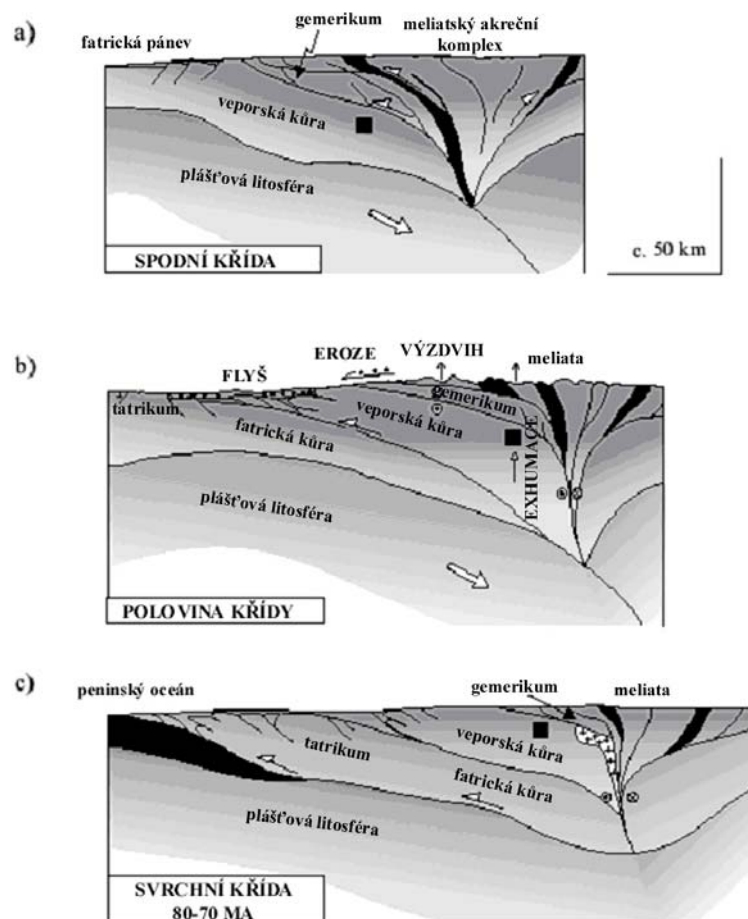 a)
gemerikum
meliatský akreční
komplex
fatrická pánev
veporská kůra
plášťová litosféra
SPODNÍ KŘÍDA
c. 50 km
b)
EROZE
VÝZDVIH
meliata
FLYŠ
tatrikum
gemerikum
veporská kůra
fatrická kůra
EXHUMACE
plášťová litosféra
POLOVINA KŘÍDY
c)
peninský oceán
gemerikum
meliata
veporská kůra
tatrikum
fatrická kůra
plášťová litosféra
SVRCHNÍ KŘÍDA
80-70 MA